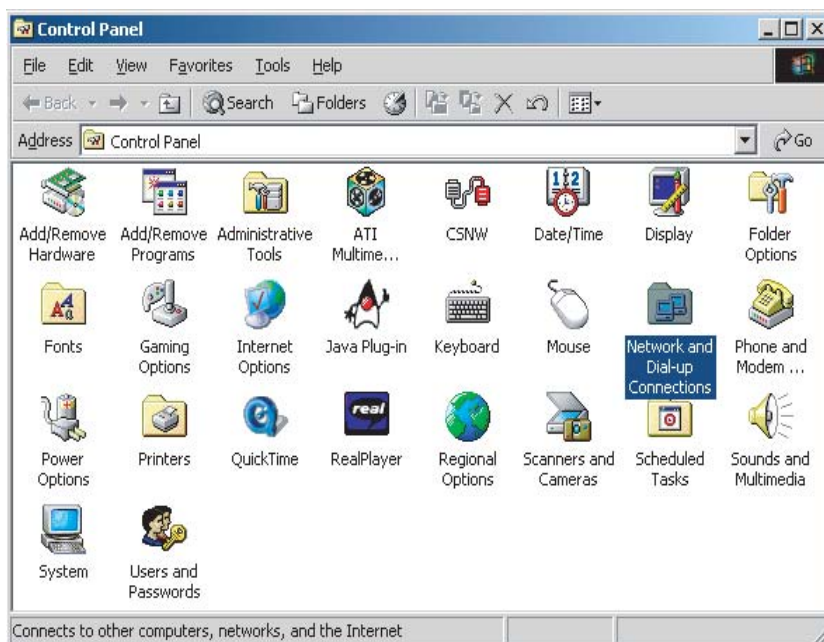 Control Panel
File Edit View Favorites Tools Help
Back Search Folders
Address Control Panel Go
Add/Remove Hardware
Add/Remove Programs
Administrative Tools
ATI Multime...
CSNW
Date/Time
Display
Folder Options
Fonts
Gaming Options
Internet Options
Java Plug-in
Keyboard
Mouse
Network and Dial-up Connections
Phone and Modem ...
Power Options
Printers
QuickTime
real
RealPlayer
Regional Options
Scanners and Cameras
Scheduled Tasks
Sounds and Multimedia
System
Users and Passwords
Connects to other computers, networks, and the Internet